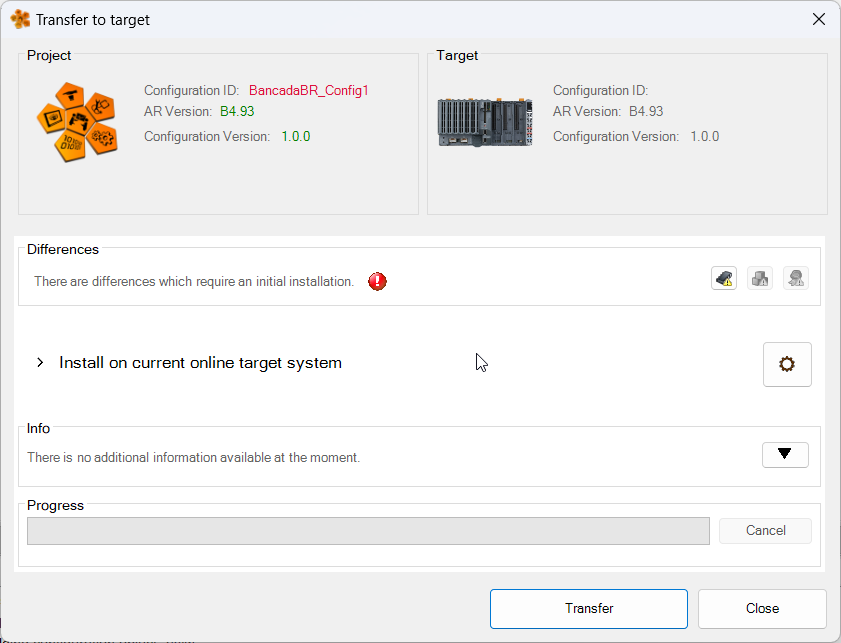 Transfer to target
Project
Configuration ID: BancadaBR_Config1
AR Version: B4.93
Configuration Version: 1.0.0
Target
Configuration ID:
AR Version: B4.93
Configuration Version: 1.0.0
Differences
There are differences which require an initial installation.
Install on current online target system
Info
There is no additional information available at the moment.
Progress
Cancel
Transfer
Close